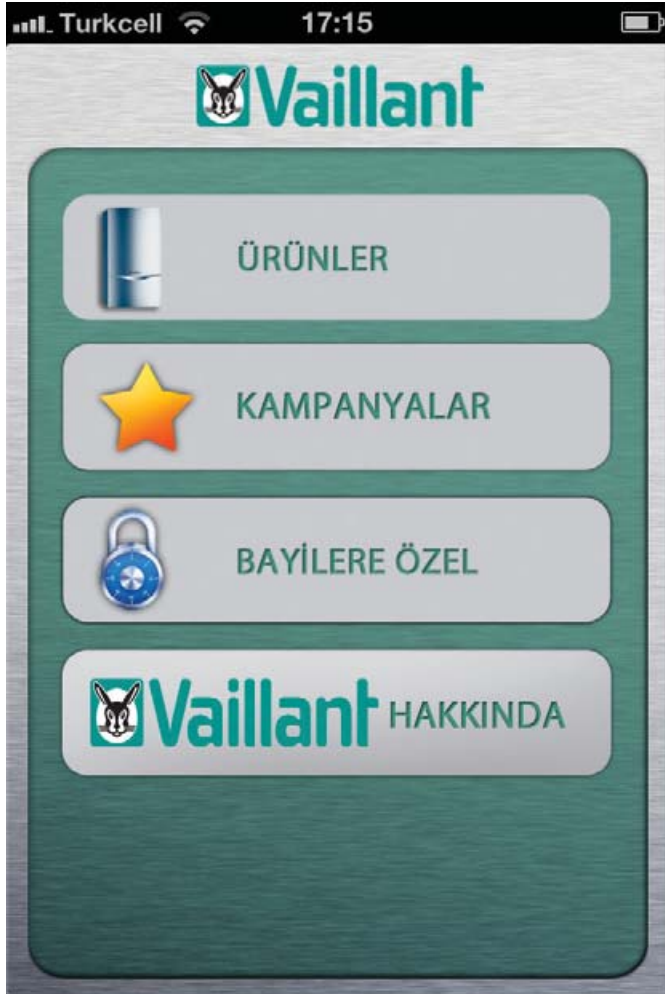 Turkcell 17:15
Vaillant
ÜRÜNLER
KAMPANYALAR
BAYİLERE ÖZEL
Vaillant HAKKINDA